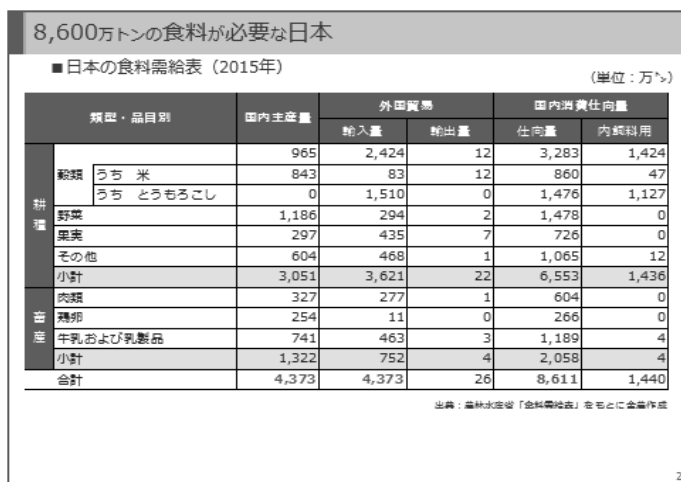 8,600万トンの食料が必要な日本
■日本の食料需給表（2015年）
（単位：万㌧）
類型・品目別 国内生産量 外国貿易 国内消費仕向量
輸入量 輸出量 仕向量 内飼料用
耕種 穀類 965 2,424 12 3,283 1,424
うち 米 843 83 12 860 47
うち とうもろこし 0 1,510 0 1,476 1,127
野菜 1,186 294 2 1,478 0
果実 297 435 7 726 0
その他 604 468 1 1,065 12
小計 3,051 3,621 22 6,553 1,436
畜産 肉類 327 277 1 604 0
鶏卵 254 11 0 266 0
牛乳および乳製品 741 463 3 1,189 4
小計 1,322 752 4 2,058 4
合計 4,373 4,373 26 8,611 1,440
出典：農林水産省「食料需給表」をもとに 作成
2